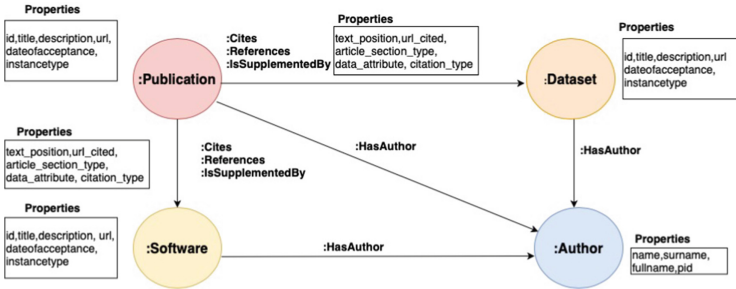 Properties
id,title,description,url,
dateofacceptance,
instancetype
:Publication
:Cites
:References
:IsSupplementedBy
Properties
text_position,url_cited,
article_section_type,
data_attribute, citation_type
:Dataset
Properties
id,title,description,url
dateofacceptance,
instancetype
Properties
text_position,url_cited,
article_section_type,
data_attribute, citation_type
:Cites
:References
:IsSupplementedBy
:HasAuthor
:HasAuthor
Properties
id,title,description, url,
dateofacceptance,
instancetype
:Software
:HasAuthor
:Author
Properties
name,surname,
fullname,pid